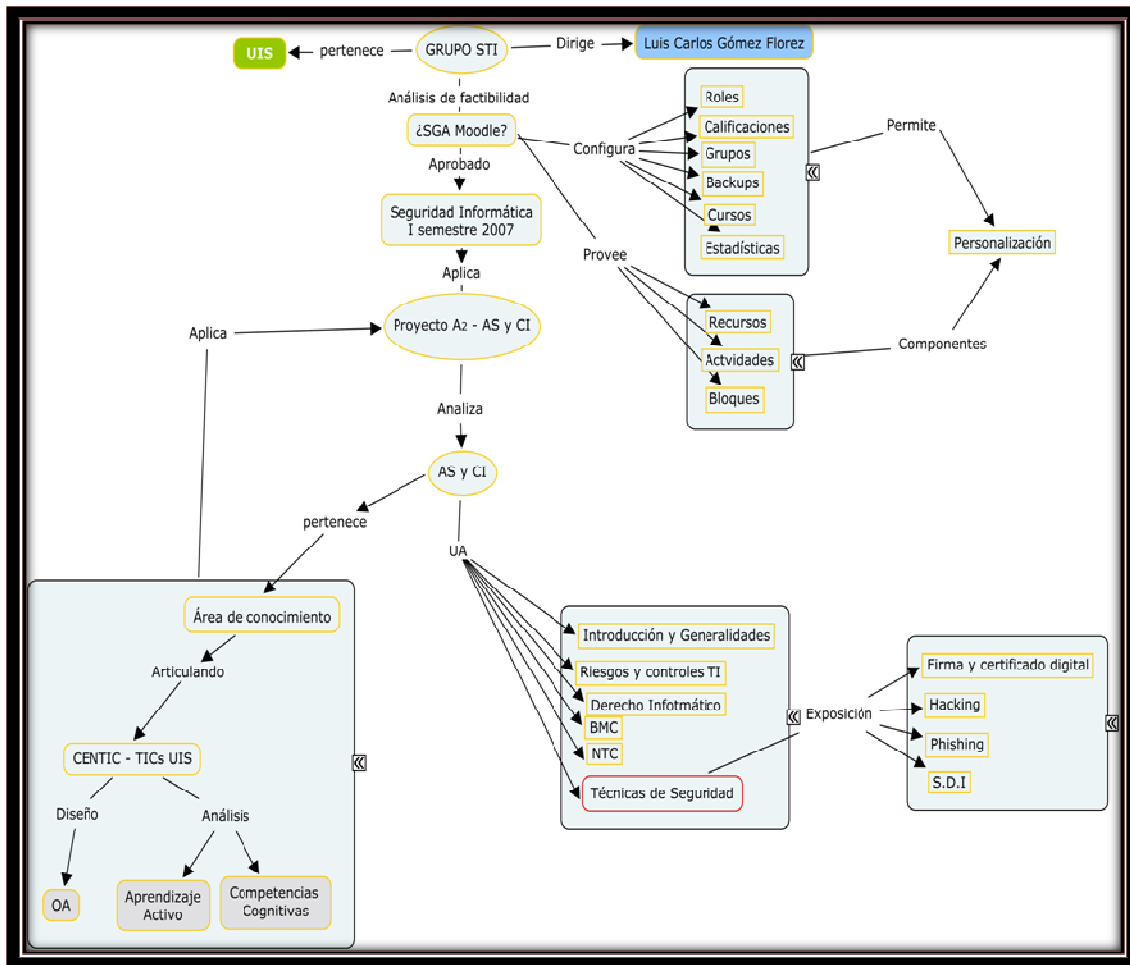 UIS
pertenece
GRUPO STI
Dirige
Luis Carlos Gómez Florez
Análisis de factibilidad
¿SGA Moodle?
Aprobado
Seguridad Informática
I semestre 2007
Aplica
Proyecto A2 - AS y CI
Configura
Roles
Calificaciones
Grupos
Backups
Cursos
Estadísticas
Permite
Personalización
Provee
Recursos
Actvidades
Bloques
Componentes
Aplica
Analiza
AS y CI
pertenece
UA
Área de conocimiento
Articulando
CENTIC - TICs UIS
Diseño
Análisis
OA
Aprendizaje
Activo
Competencias
Cognitivas
Introducción y Generalidades
Riesgos y controles TI
Derecho Infotmático
BMC
NTC
Técnicas de Seguridad
Exposición
Firma y certificado digital
Hacking
Phishing
S.D.I